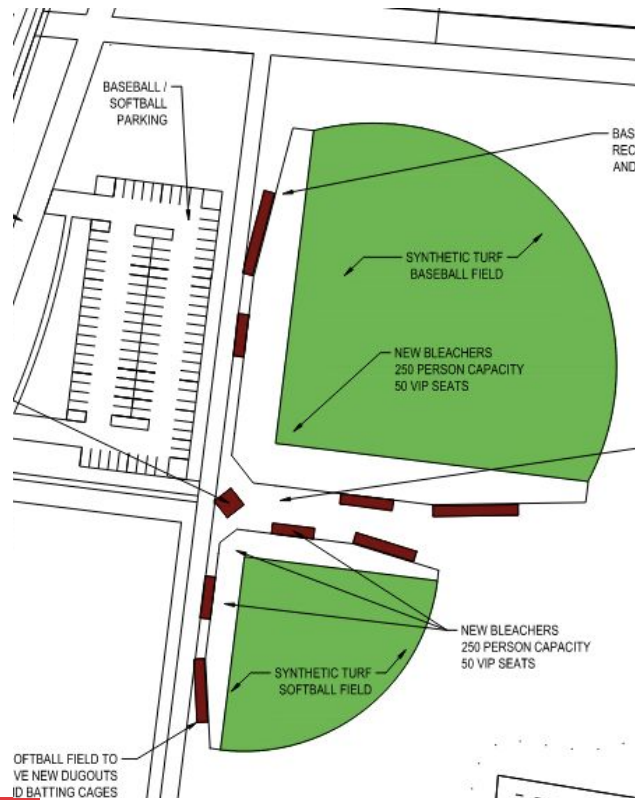 BASEBALL /
SOFTBALL
PARKING
BAS
REC
AND
SYNTHETIC TURF
BASEBALL FIELD
NEW BLEACHERS
250 PERSON CAPACITY
50 VIP SEATS
NEW BLEACHERS
250 PERSON CAPACITY
50 VIP SEATS
SYNTHETIC TURF
SOFTBALL FIELD
OFTBALL FIELD TO
VE NEW DUGOUTS
ID BATTING CAGES